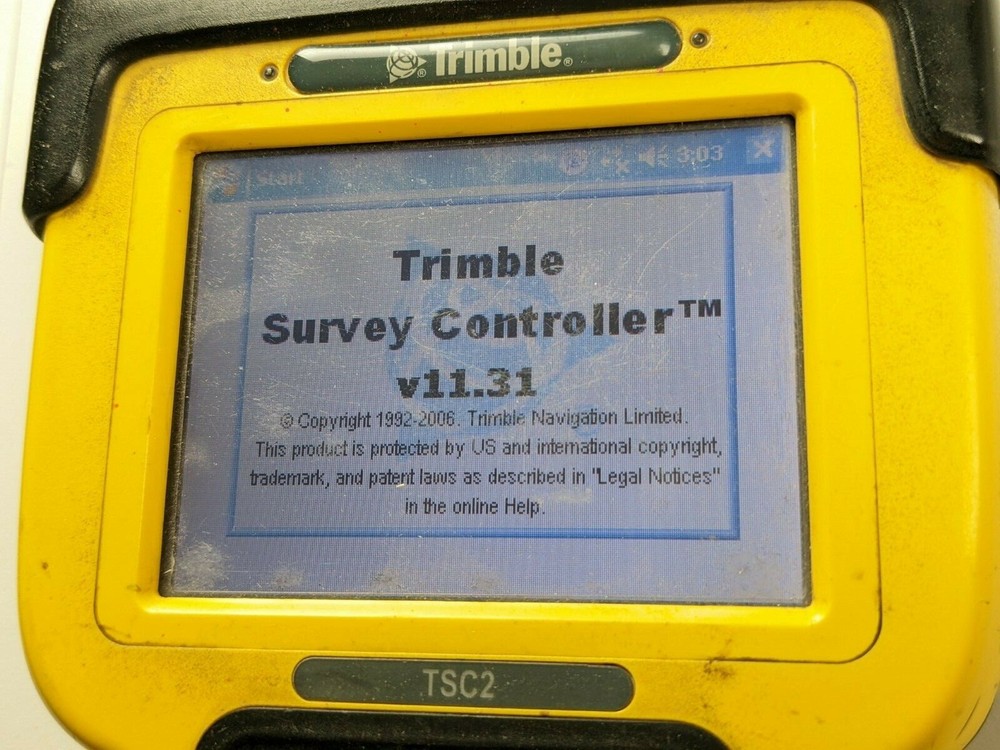 Trimble®
Start 3:03
Trimble
Survey Controller™
v11.31
© Copyright 1992-2006. Trimble Navigation Limited.
This product is protected by US and international copyright,
trademark, and patent laws as described in "Legal Notices"
in the online Help.
TSC2